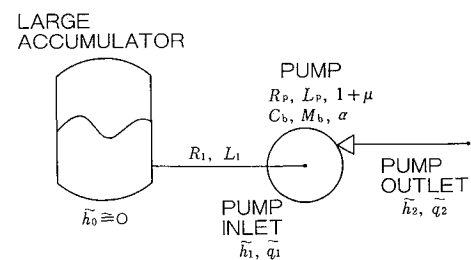 LARGE
ACCUMULATOR
PUMP
Rp, Lp, 1+μ
Cb, Mb, α
R1, L1
PUMP
OUTLET
h̃2, q̃2
PUMP
INLET
h̃1, q̃1
h̃0≅0